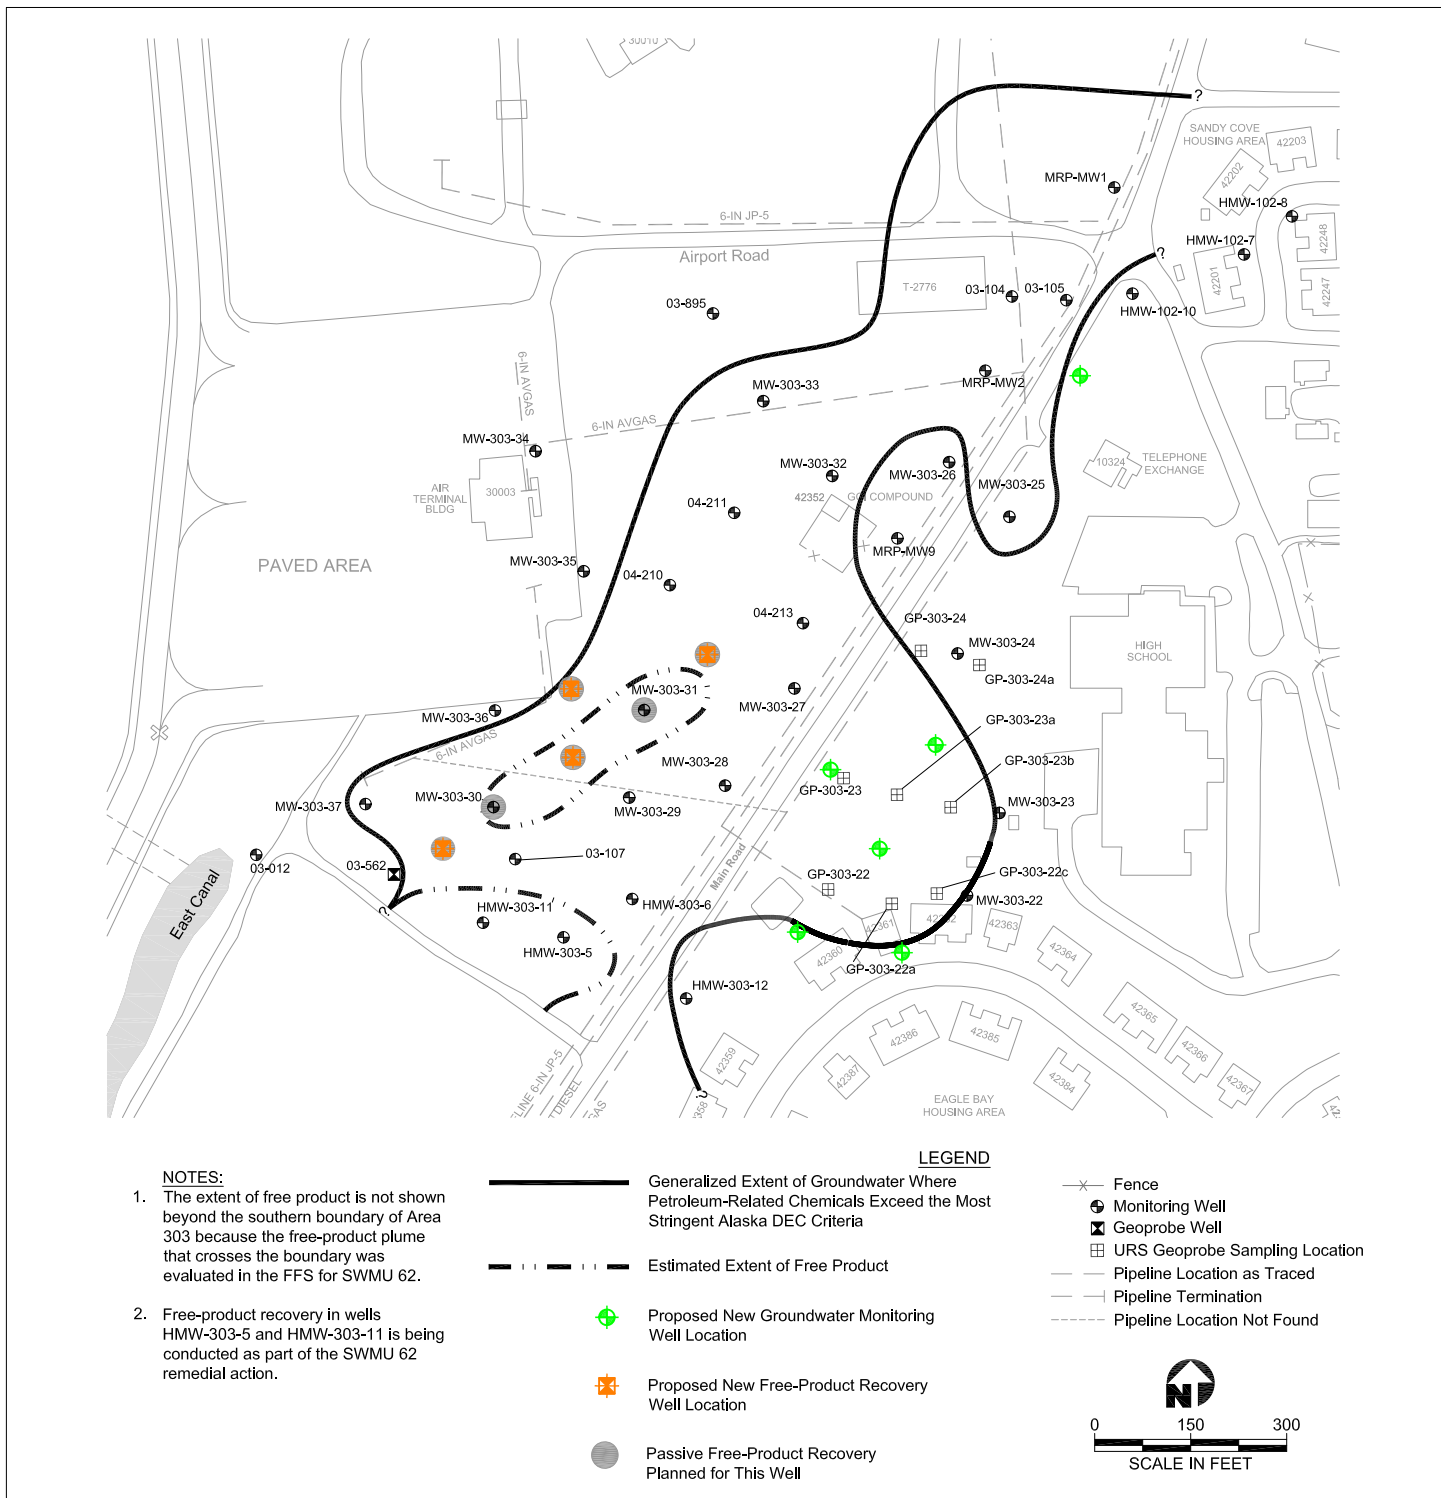 30010
?
SANDY COVE
HOUSING AREA
42203
42202
MRP-MW1
HMW-102-8
6-IN JP-5
42248
HMW-102-7
?
Airport Road
42201
42247
T-2776
03-104
03-105
HMW-102-10
03-895
6-IN AVGAS
MRP-MW2
MW-303-33
6-IN AVGAS
MW-303-34
TELEPHONE
EXCHANGE
10324
MW-303-32
MW-303-26
MW-303-25
AIR
TERMINAL
BLDG
30003
42352
GCI COMPOUND
04-211
MRP-MW9
MW-303-35
PAVED AREA
04-210
04-213
GP-303-24
MW-303-24
HIGH
SCHOOL
GP-303-24a
MW-303-31
MW-303-27
MW-303-36
GP-303-23a
6-IN AVGAS
MW-303-28
GP-303-23b
GP-303-23
MW-303-37
MW-303-30
MW-303-29
MW-303-23
03-012
03-562
03-107
Main Road
GP-303-22
GP-303-22c
MW-303-22
East Canal
?
HMW-303-11
HMW-303-6
42361
42362
42363
HMW-303-5
42360
GP-303-22a
42364
HMW-303-12
42365
42386
42385
42366
42359
42387
42384
42367
?
EAGLE BAY
HOUSING AREA
PELINE 6-IN JP-5
TDIESEL
GAS
NOTES:
1. The extent of free product is not shown
beyond the southern boundary of Area
303 because the free-product plume
that crosses the boundary was
evaluated in the FFS for SWMU 62.
2. Free-product recovery in wells
HMW-303-5 and HMW-303-11 is being
conducted as part of the SWMU 62
remedial action.
LEGEND
Generalized Extent of Groundwater Where
Petroleum-Related Chemicals Exceed the Most
Stringent Alaska DEC Criteria
Estimated Extent of Free Product
Proposed New Groundwater Monitoring
Well Location
Proposed New Free-Product Recovery
Well Location
Passive Free-Product Recovery
Planned for This Well
Fence
Monitoring Well
Geoprobe Well
URS Geoprobe Sampling Location
Pipeline Location as Traced
Pipeline Termination
Pipeline Location Not Found
N
0 150 300
SCALE IN FEET